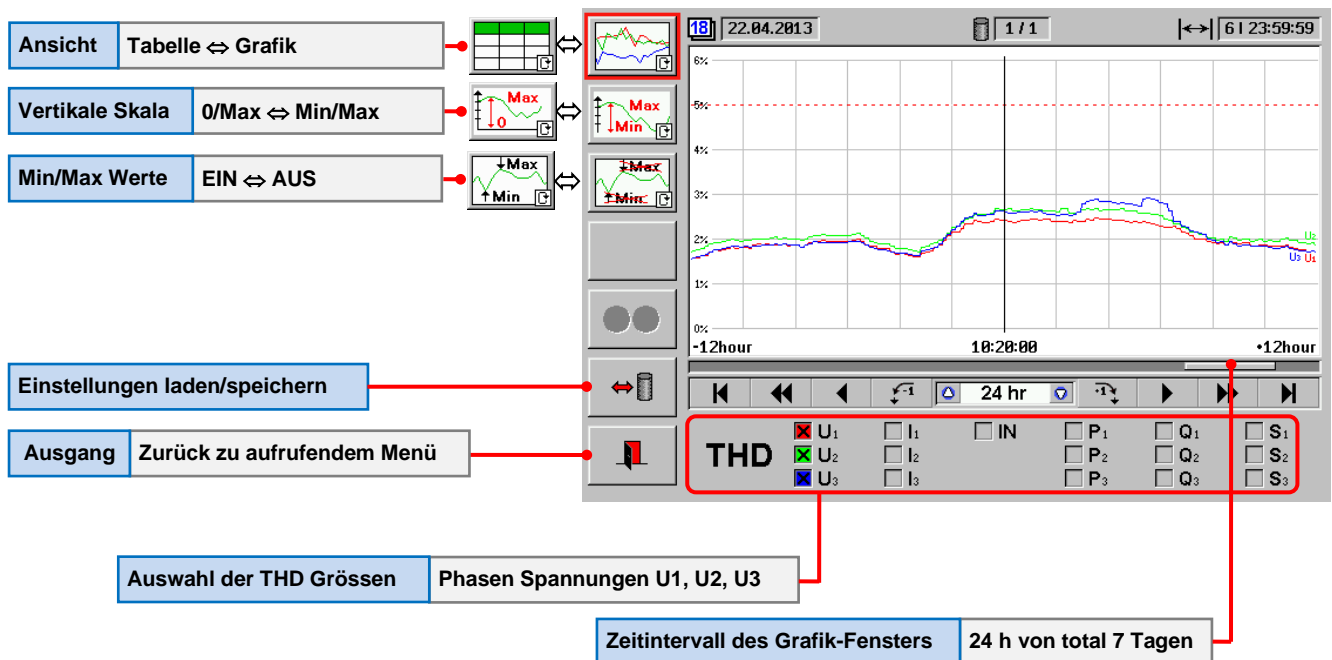 Ansicht Tabelle ⇔ Grafik
Vertikale Skala 0/Max ⇔ Min/Max
Min/Max Werte EIN ⇔ AUS
Einstellungen laden/speichern
Ausgang Zurück zu aufrufendem Menü
Max
0
Max
Min
Max
Min
Max
Min
18 22.04.2013 1 / 1 6 | 23:59:59
6%
5%
4%
3%
2%
1%
0%
U2
U3 U1
-12hour 10:20:00 +12hour
-1 24 hr +1
THD
U1 I1 IN P1 Q1 S1
U2 I2 P2 Q2 S2
U3 I3 P3 Q3 S3
Auswahl der THD Grössen Phasen Spannungen U1, U2, U3
Zeitintervall des Grafik-Fensters 24 h von total 7 Tagen